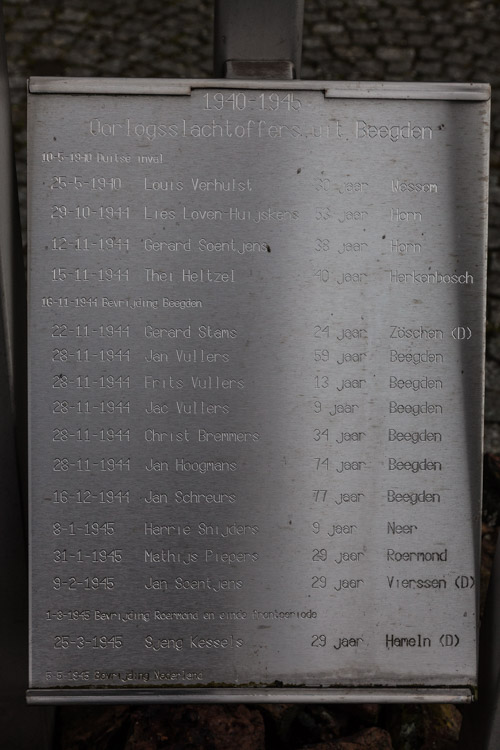 1940-1945
Oorlogsslachtoffers uit Beegden
10-5-1940 Duitse inval
25-5-1940 Louis Verhulst jaar Wessem
29-10-1944 Lies Loven-Huijskens 53 jaar Horn
12-11-1944 Gerard Soentjens 38 jaar Horn
15-11-1944 Thei Heltzel 40 jaar Herkenbosch
16-11-1944 Bevrijding Beegden
22-11-1944 Gerard Stams 24 jaar Zöschen (D)
28-11-1944 Jan Vullers 59 jaar Beegden
28-11-1944 Frits Vullers 13 jaar Beegden
28-11-1944 Jac Vullers 9 jaar Beegden
28-11-1944 Christ Bremmers 34 jaar Beegden
28-11-1944 Jan Hoogmans 74 jaar Beegden
16-12-1944 Jan Schreurs 77 jaar Beegden
8-1-1945 Harrie Snijders 9 jaar Neer
31-1-1945 Mathijs Piepers 29 jaar Roermond
9-2-1945 Jan Soentjens 29 jaar Vierssen (D)
1-3-1945 Bevrijding Roermond en einde frontperiode
25-3-1945 Sjeng Kessels 29 jaar Hameln (D)
5-5-1945 Bevrijding Nederland